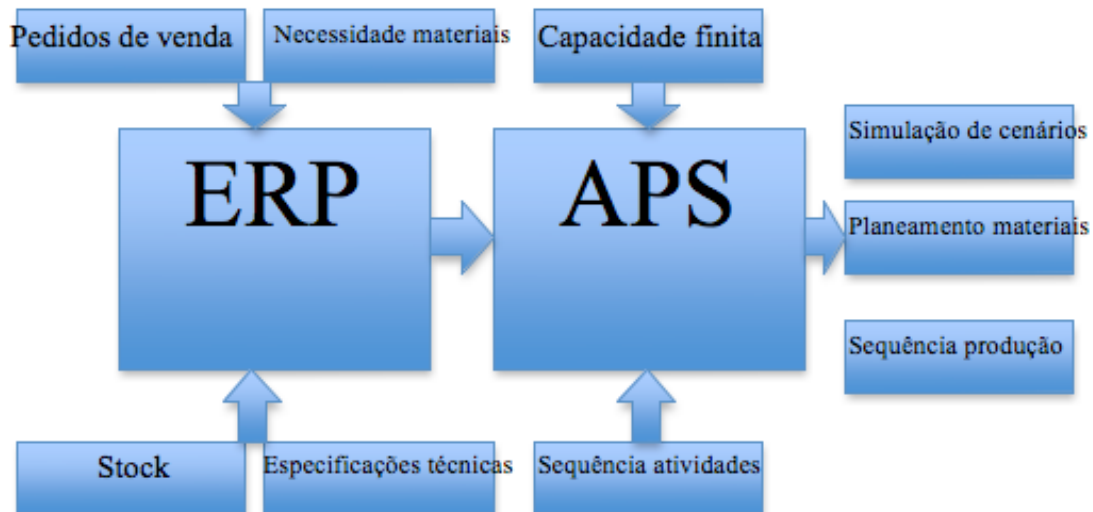 Pedidos de venda
Necessidade materiais
Capacidade finita
Simulação de cenários
ERP
APS
Planeamento materiais
Sequência produção
Stock
Especificações técnicas
Sequência atividades